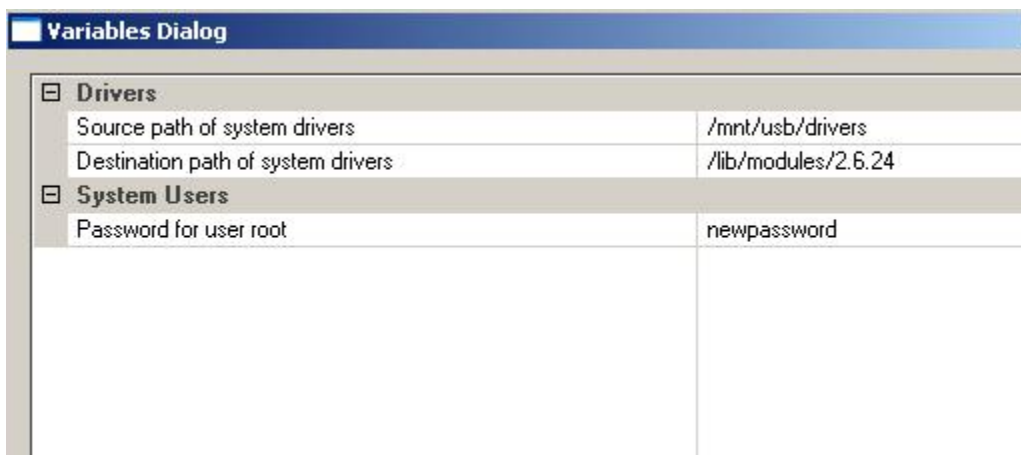 Variables Dialog
Drivers
Source path of system drivers /mnt/usb/drivers
Destination path of system drivers /lib/modules/2.6.24
System Users
Password for user root newpassword